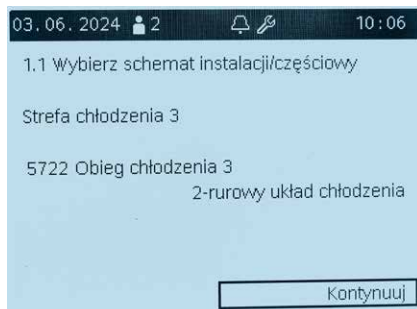 03.06.2024 2 10:06
1.1 Wybierz schemat instalacji/częściowy
Strefa chłodzenia 3
5722 Obieg chłodzenia 3
2-rurowy układ chłodzenia
Kontynuuj